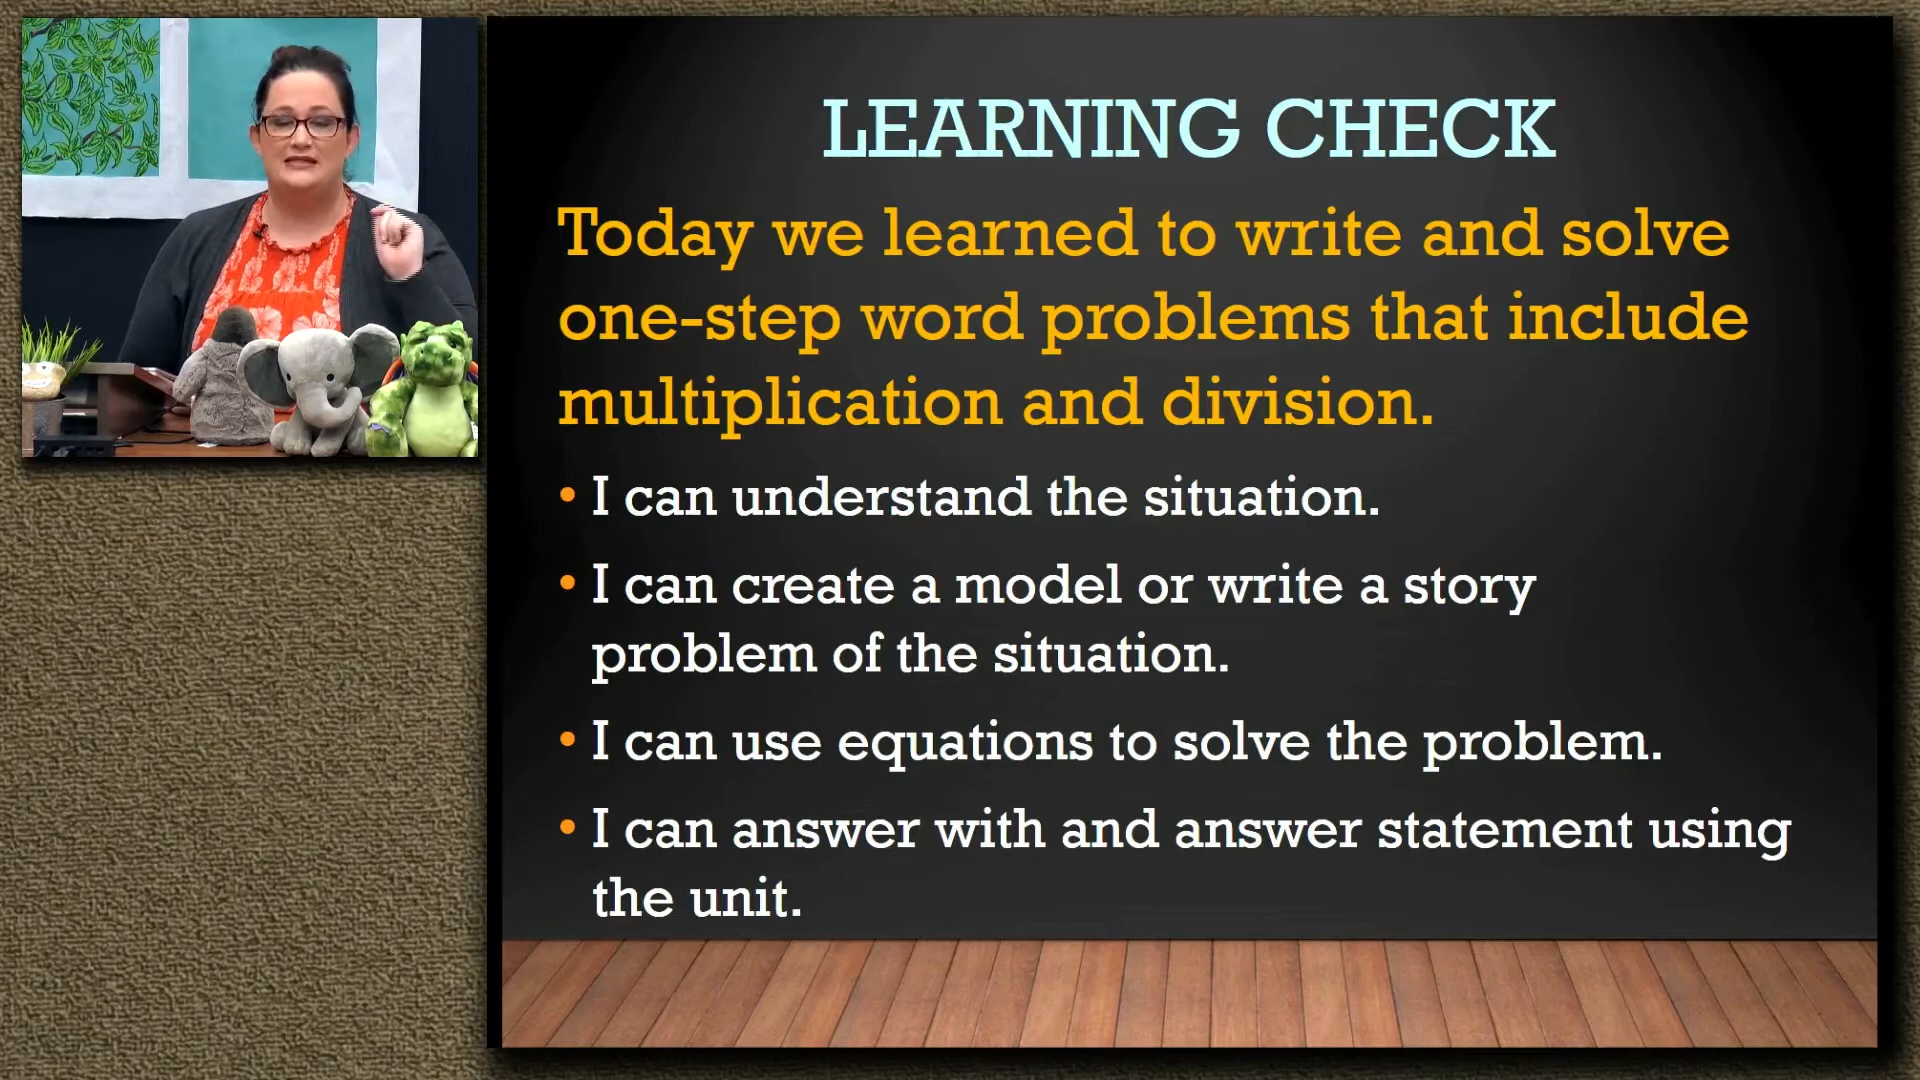 LEARNING CHECK
Today we learned to write and solve
one-step word problems that include
multiplication and division.
• I can understand the situation.
• I can create a model or write a story
problem of the situation.
• I can use equations to solve the problem.
• I can answer with and answer statement using
the unit.